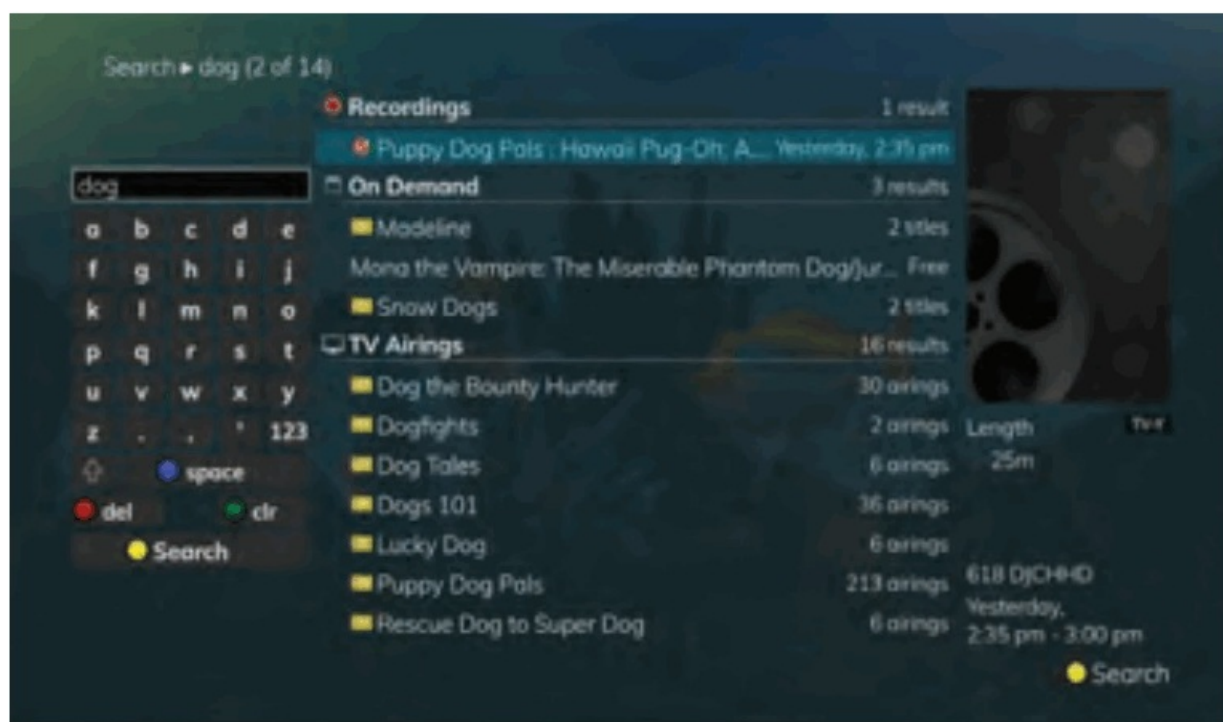 Search ▸ dog (2 of 14)
Recordings 1 result
Puppy Dog Pals : Hawaii Pug-Oh; A... Yesterday, 2:35 pm
dog
On Demand 3 results
a b c d e
Madeline 2 titles
f g h i j
Mona the Vampire: The Miserable Phantom Dog/Jur... Free
k l m n o
Snow Dogs 2 titles
p q r s t
TV Airings 16 results
u v w x y
Dog the Bounty Hunter 30 airings
z - , ' 123
Dogfights 2 airings
Length TV-Y
space
Dog Tales 6 airings
25m
del clr
Dogs 101 36 airings
Search
Lucky Dog 6 airings
Puppy Dog Pals 213 airings
618 DJCHHD
Rescue Dog to Super Dog 6 airings
Yesterday,
2:35 pm - 3:00 pm
Search